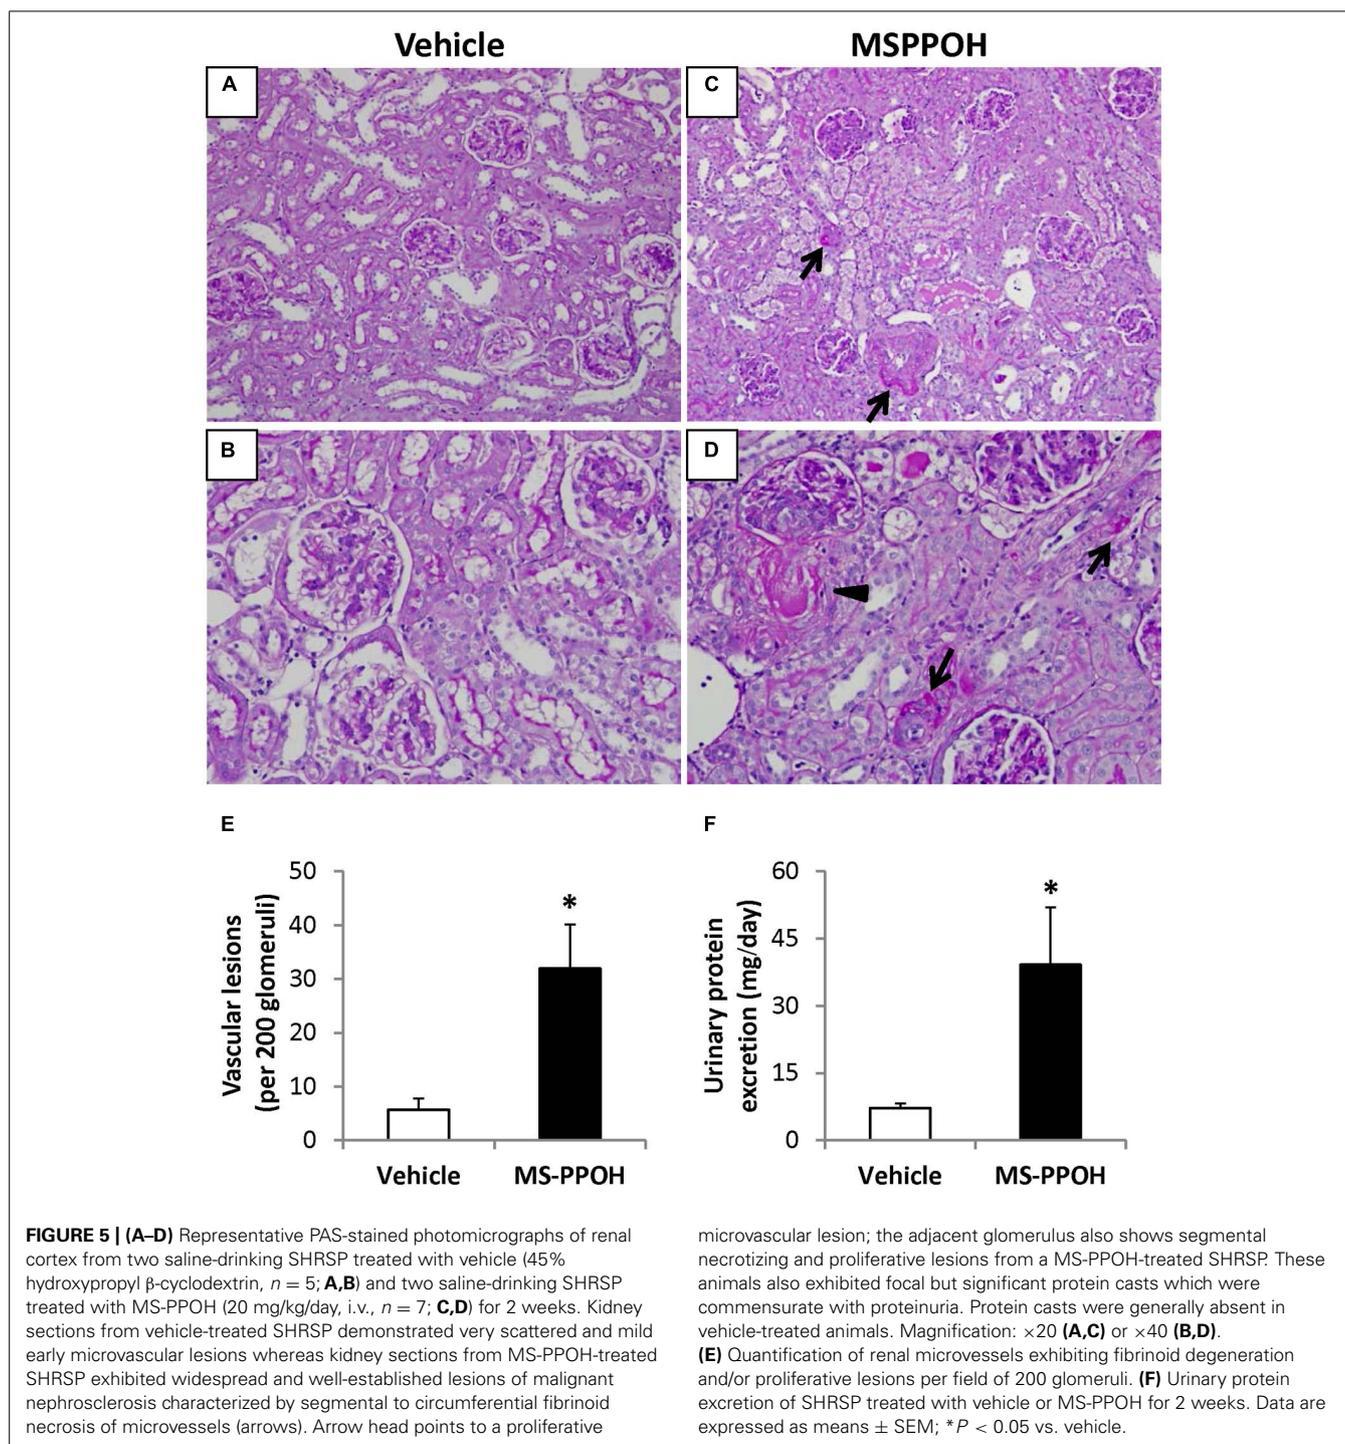 Vehicle
MSPPOH
A
C
B
D
E
Vascular lesions
(per 200 glomeruli)
50
40
30
20
10
0
*
Vehicle
MS-PPOH
F
Urinary protein
excretion (mg/day)
60
45
30
15
0
*
Vehicle
MS-PPOH
FIGURE 5 | (A–D) Representative PAS-stained photomicrographs of renal
cortex from two saline-drinking SHRSP treated with vehicle (45%
hydroxypropyl β-cyclodextrin, n = 5; A,B) and two saline-drinking SHRSP
treated with MS-PPOH (20 mg/kg/day, i.v., n = 7; C,D) for 2 weeks. Kidney
sections from vehicle-treated SHRSP demonstrated very scattered and mild
early microvascular lesions whereas kidney sections from MS-PPOH-treated
SHRSP exhibited widespread and well-established lesions of malignant
nephrosclerosis characterized by segmental to circumferential fibrinoid
necrosis of microvessels (arrows). Arrow head points to a proliferative
microvascular lesion; the adjacent glomerulus also shows segmental
necrotizing and proliferative lesions from a MS-PPOH-treated SHRSP. These
animals also exhibited focal but significant protein casts which were
commensurate with proteinuria. Protein casts were generally absent in
vehicle-treated animals. Magnification: ×20 (A,C) or ×40 (B,D).
(E) Quantification of renal microvessels exhibiting fibrinoid degeneration
and/or proliferative lesions per field of 200 glomeruli. (F) Urinary protein
excretion of SHRSP treated with vehicle or MS-PPOH for 2 weeks. Data are
expressed as means ± SEM; *P < 0.05 vs. vehicle.